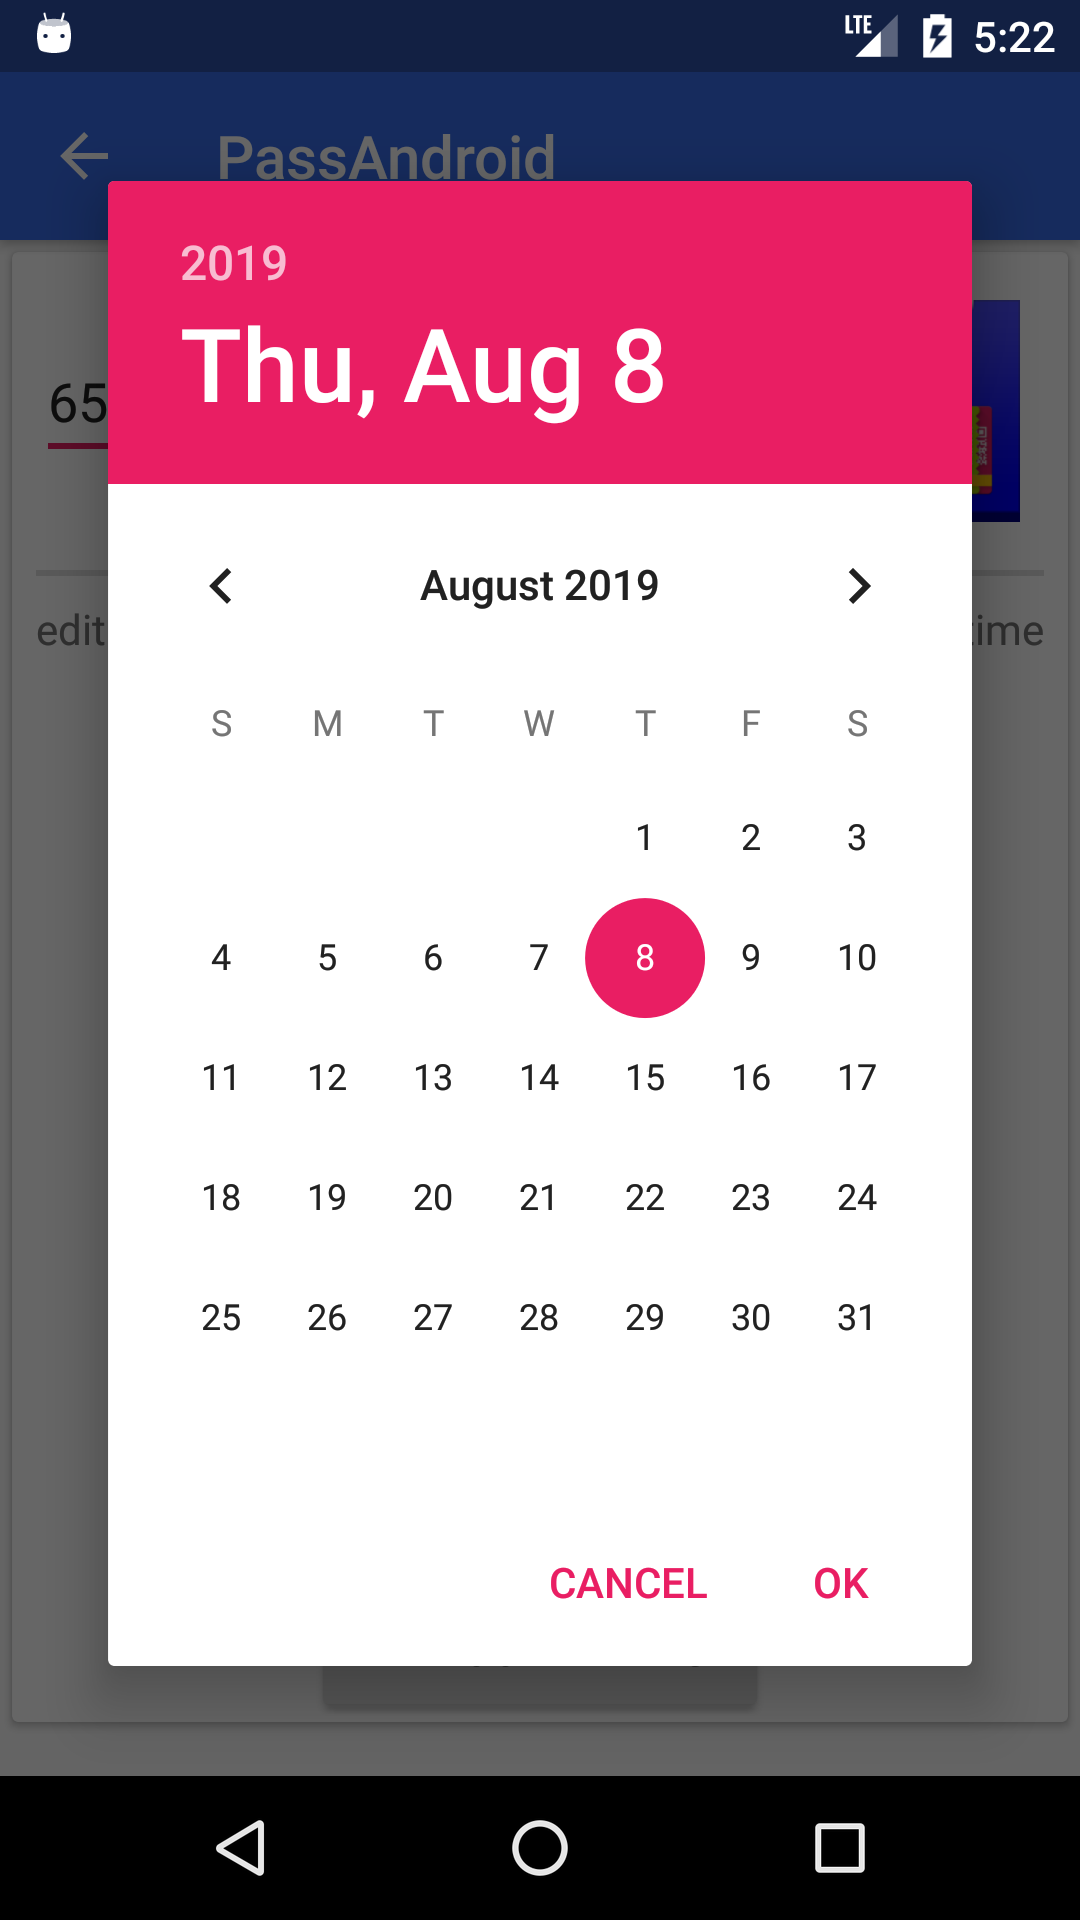 LTE 5:22
PassAndroid
2019
Thu, Aug 8
65
August 2019
edit
time
S M T W T F S
1 2 3
4 5 6 7 8 9 10
11 12 13 14 15 16 17
18 19 20 21 22 23 24
25 26 27 28 29 30 31
CANCEL OK